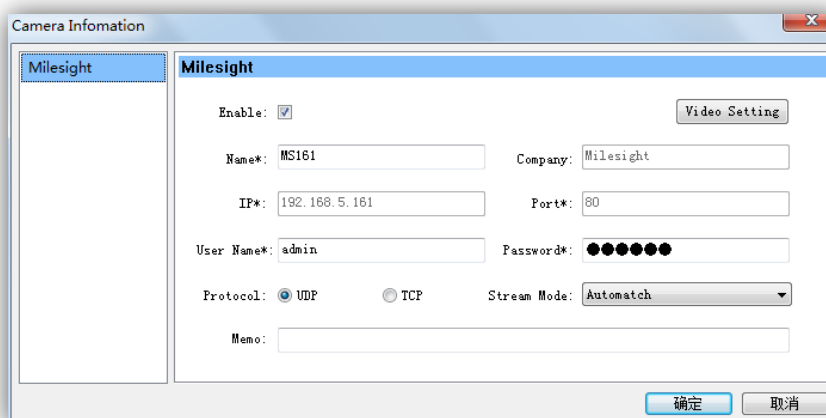 Camera Infomation
Milesight
Milesight
Enable:
Video Setting
Name*: MS161 Company: Milesight
IP*: 192.168.5.161 Port*: 80
User Name*: admin Password*: ●●●●●●
Protocol: UDP TCP Stream Mode: Automatch
Memo:
确定 取消